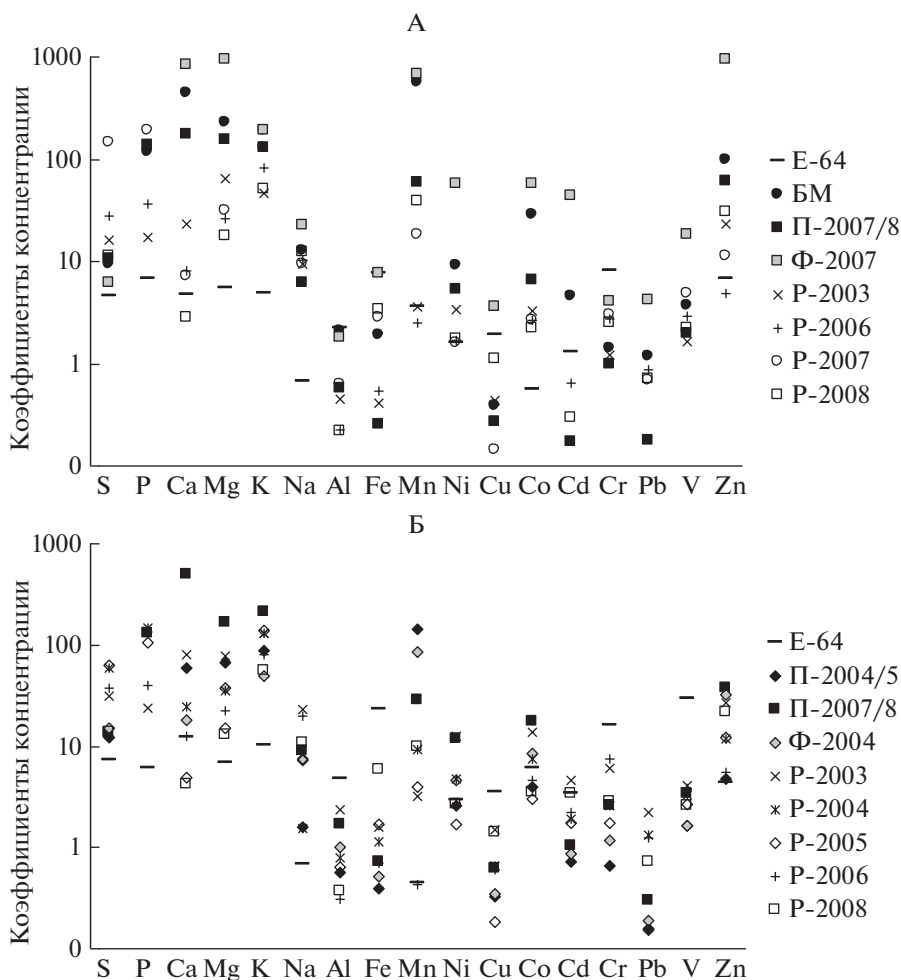 А
Коэффициенты концентрации
1000
100
10
1
0
S P Ca Mg K Na Al Fe Mn Ni Cu Co Cd Cr Pb V Zn
Е-64
БМ
П-2007/8
Ф-2007
Р-2003
Р-2006
Р-2007
Р-2008
Б
Коэффициенты концентрации
1000
100
10
1
0
S P Ca Mg K Na Al Fe Mn Ni Cu Co Cd Cr Pb V Zn
Е-64
П-2004/5
П-2007/8
Ф-2004
Р-2003
Р-2004
Р-2005
Р-2006
Р-2008